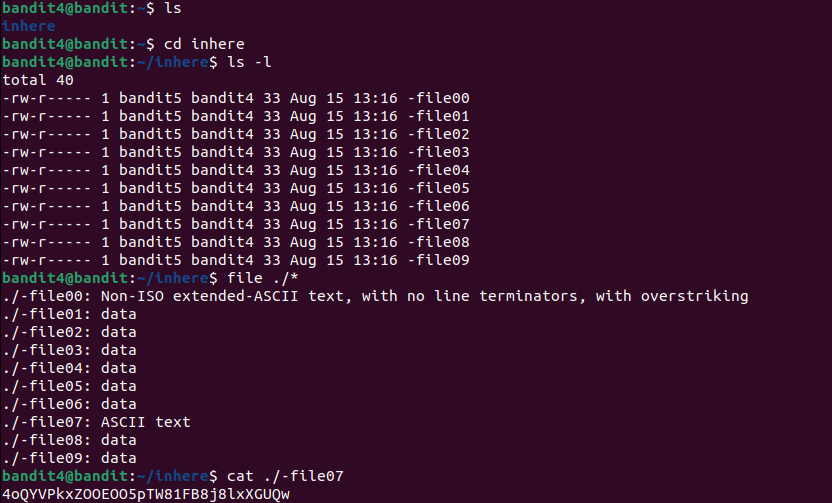 bandit4@bandit:~$ ls
inhere
bandit4@bandit:~$ cd inhere
bandit4@bandit:~/inhere$ ls -l
total 40
-rw-r----- 1 bandit5 bandit4 33 Aug 15 13:16 -file00
-rw-r----- 1 bandit5 bandit4 33 Aug 15 13:16 -file01
-rw-r----- 1 bandit5 bandit4 33 Aug 15 13:16 -file02
-rw-r----- 1 bandit5 bandit4 33 Aug 15 13:16 -file03
-rw-r----- 1 bandit5 bandit4 33 Aug 15 13:16 -file04
-rw-r----- 1 bandit5 bandit4 33 Aug 15 13:16 -file05
-rw-r----- 1 bandit5 bandit4 33 Aug 15 13:16 -file06
-rw-r----- 1 bandit5 bandit4 33 Aug 15 13:16 -file07
-rw-r----- 1 bandit5 bandit4 33 Aug 15 13:16 -file08
-rw-r----- 1 bandit5 bandit4 33 Aug 15 13:16 -file09
bandit4@bandit:~/inhere$ file ./*
./-file00: Non-ISO extended-ASCII text, with no line terminators, with overstriking
./-file01: data
./-file02: data
./-file03: data
./-file04: data
./-file05: data
./-file06: data
./-file07: ASCII text
./-file08: data
./-file09: data
bandit4@bandit:~/inhere$ cat ./-file07
4oQYVPkxZOOEOO5pTW81FB8j8lxXGUQw